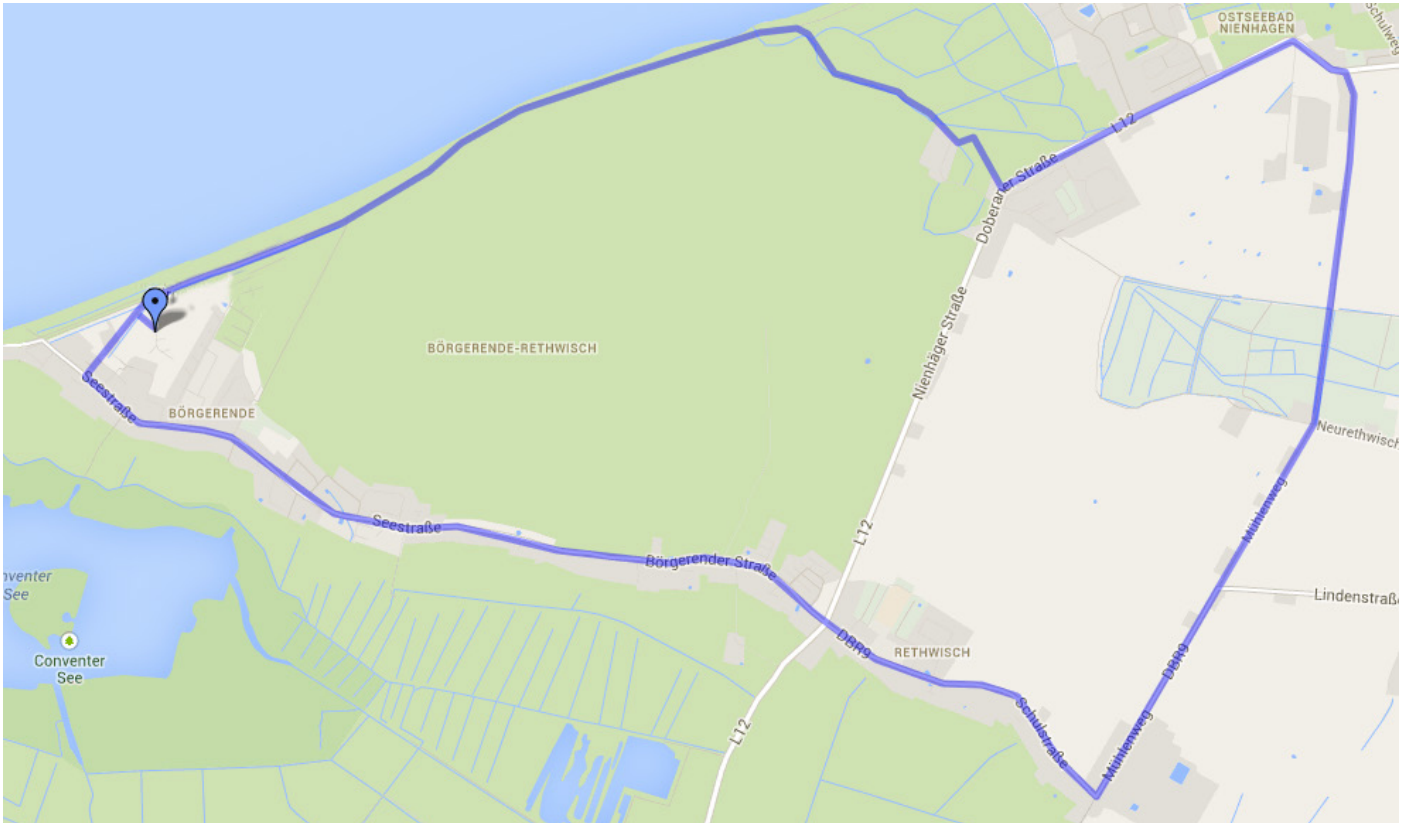 OSTSEEBAD
NIENHAGEN
Schulweg
L12
Doberaner Straße
Nienhäger Straße
BÖRGERENDE-RETHWISCH
Seestraße
BÖRGERENDE
Neurethwisch
Mühlenweg
Seestraße
L12
Börgerender Straße
nventer
See
Lindenstraße
DBR9
RETHWISCH
DBR9
Conventer
See
Schulstraße
Mühlenweg
L12